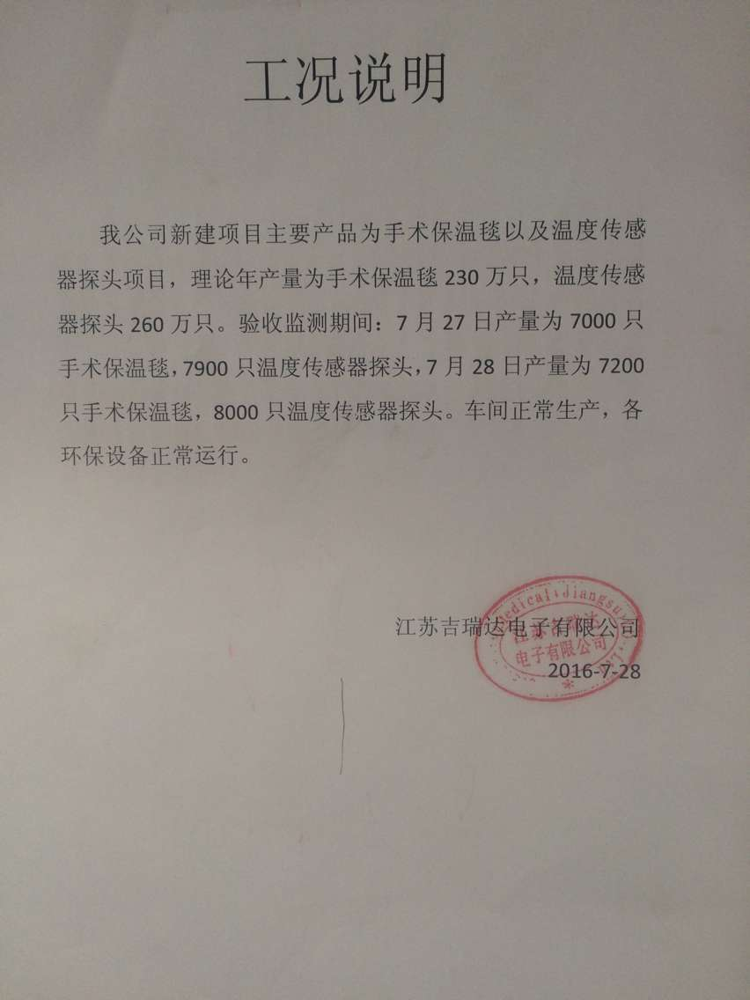 工况说明
我公司新建项目主要产品为手术保温毯以及温度传感
器探头项目，理论年产量为手术保温毯 230 万只，温度传感
器探头 260 万只。验收监测期间：7 月 27 日产量为 7000 只
手术保温毯，7900 只温度传感器探头，7 月 28 日产量为 7200
只手术保温毯，8000 只温度传感器探头。车间正常生产，各
环保设备正常运行。
江苏吉瑞达电子有限公司
2016-7-28
Medical(Jiangsu)
江苏吉瑞达
电子有限公司